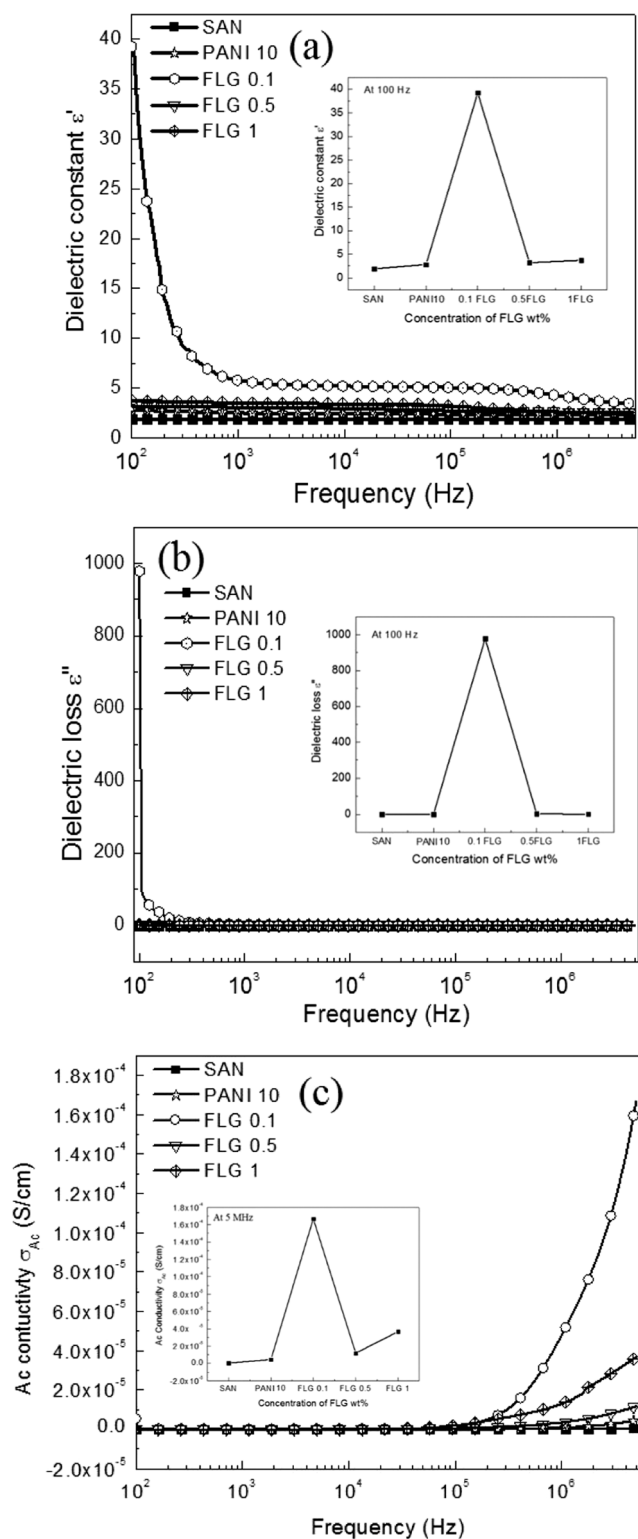 (a)
SAN
PANI 10
FLG 0.1
FLG 0.5
FLG 1
40
35
30
25
20
15
10
5
0
Dielectric constant ε'
10² 10³ 10⁴ 10⁵ 10⁶
Frequency (Hz)
At 100 Hz
40
35
30
25
20
15
10
5
0
Dielectric constant ε'
SAN PANI10 0.1 FLG 0.5FLG 1FLG
Concentration of FLG wt%
(b)
SAN
PANI 10
FLG 0.1
FLG 0.5
FLG 1
1000
800
600
400
200
0
Dielectric loss ε"
10² 10³ 10⁴ 10⁵ 10⁶
Frequency (Hz)
At 100 Hz
1000
800
600
400
200
0
Dielectric loss ε"
SAN PANI10 0.1 FLG 0.5FLG 1FLG
Concentration of FLG wt%
(c)
SAN
PANI 10
FLG 0.1
FLG 0.5
FLG 1
1.8x10⁻⁴
1.6x10⁻⁴
1.4x10⁻⁴
1.2x10⁻⁴
1.0x10⁻⁴
8.0x10⁻⁵
6.0x10⁻⁵
4.0x10⁻⁵
2.0x10⁻⁵
0.0
-2.0x10⁻⁵
Ac contuctivty σAc (S/cm)
10² 10³ 10⁴ 10⁵ 10⁶
Frequency (Hz)
At 5 MHz
Ac Conductivity (S/cm)
0.0
SAN PANI10 FLG 0.1 FLG 0.5 FLG 1
Concentration of FLG wt%